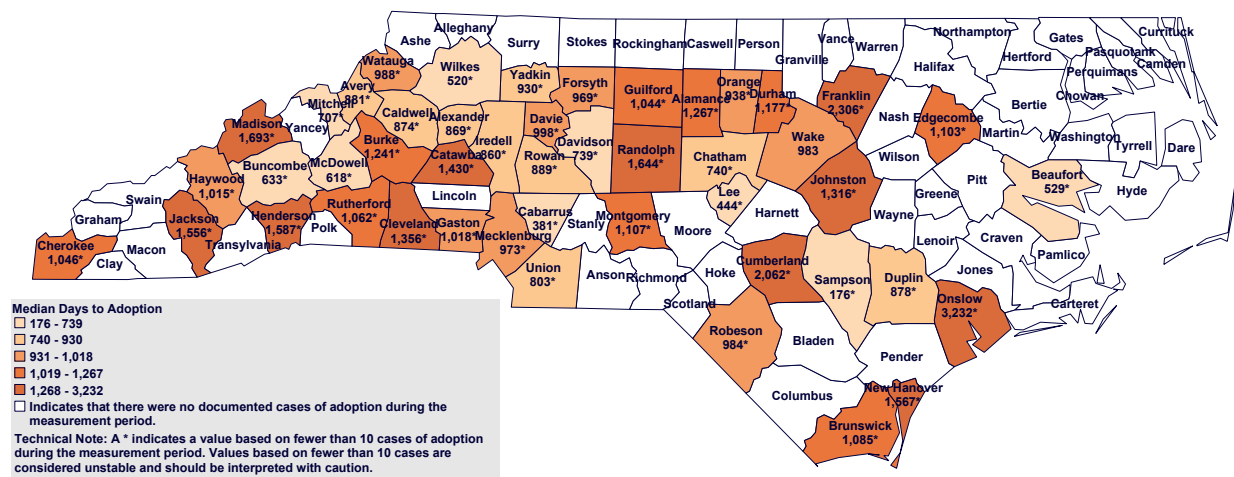 Alleghany
Ashe
Surry
Stokes
Rockingham
Caswell
Person
Vance
Granville
Warren
Northampton
Halifax
Hertford
Gates
Currituck
Pasquotank
Camden
Perquimans
Chowan
Bertie
Watauga
988*
Wilkes
520*
Yadkin
930*
Forsyth
969*
Guilford
1,044*
Alamance
1,267*
Orange
938*
Durham
1,177*
Franklin
2,306*
Nash
Edgecombe
1,103*
Martin
Washington
Tyrrell
Dare
Avery
881*
Mitchell
707*
Yancey
Madison
1,693*
Caldwell
874*
Alexander
869*
Iredell
860*
Davie
998*
Davidson
739*
Randolph
1,644*
Chatham
740*
Wake
983
Wilson
Pitt
Beaufort
529*
Hyde
Burke
1,241*
Catawba
1,430*
Rowan
889*
McDowell
618*
Buncombe
633*
Haywood
1,015*
Swain
Graham
Cherokee
1,046*
Clay
Macon
Jackson
1,556*
Transylvania
Henderson
1,587*
Polk
Rutherford
1,062*
Cleveland
1,356*
Lincoln
Gaston
1,018*
Mecklenburg
973*
Cabarrus
381*
Stanly
Montgomery
1,107*
Moore
Lee
444*
Harnett
Johnston
1,316*
Greene
Wayne
Lenoir
Craven
Pamlico
Jones
Carteret
Union
803*
Anson
Richmond
Scotland
Hoke
Cumberland
2,062*
Sampson
176*
Duplin
878*
Onslow
3,232*
Robeson
984*
Bladen
Pender
Columbus
New Hanover
1,567*
Brunswick
1,085*
Median Days to Adoption
176 - 739
740 - 930
931 - 1,018
1,019 - 1,267
1,268 - 3,232
Indicates that there were no documented cases of adoption during the
measurement period.
Technical Note: A * indicates a value based on fewer than 10 cases of adoption
during the measurement period. Values based on fewer than 10 cases are
considered unstable and should be interpreted with caution.